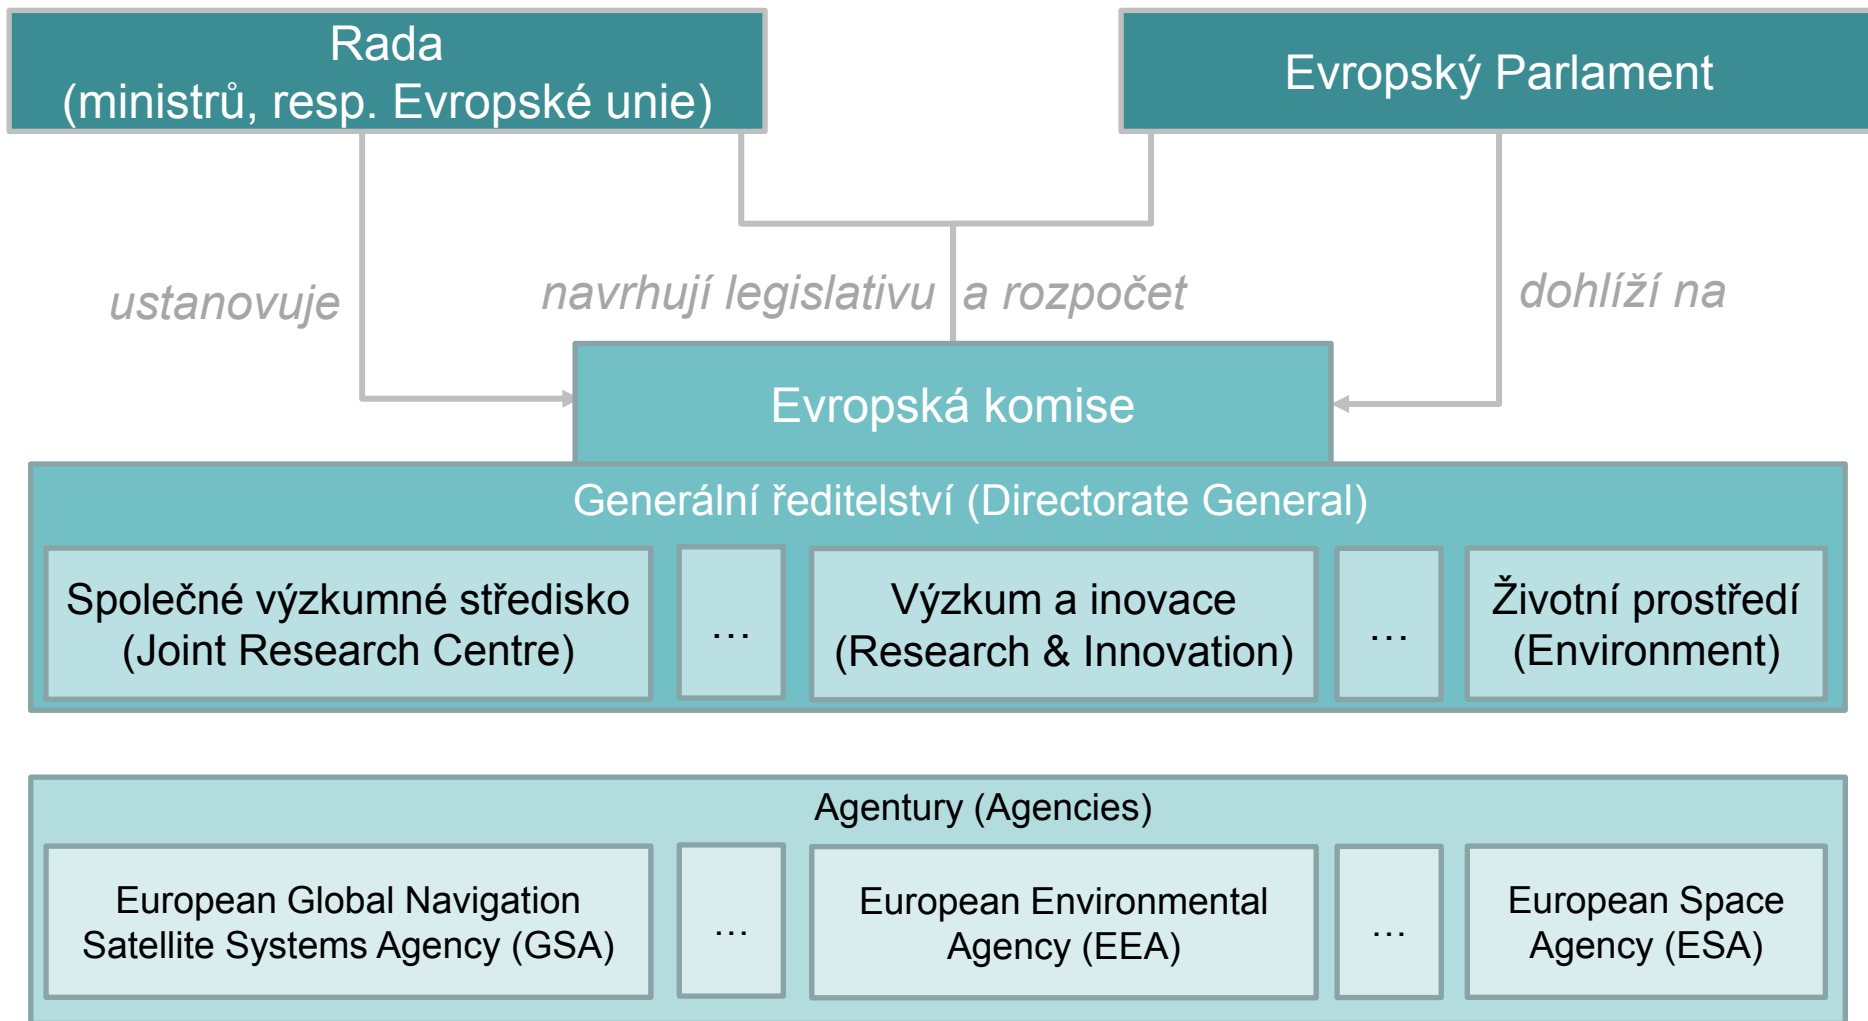 Rada
(ministrů, resp. Evropské unie)
Evropský Parlament
ustanovuje
navrhují legislativu a rozpočet
dohlíží na
Evropská komise
Generální ředitelství (Directorate General)
Společné výzkumné středisko
(Joint Research Centre)
...
Výzkum a inovace
(Research & Innovation)
...
Životní prostředí
(Environment)
Agentury (Agencies)
European Global Navigation
Satellite Systems Agency (GSA)
...
European Environmental
Agency (EEA)
...
European Space
Agency (ESA)